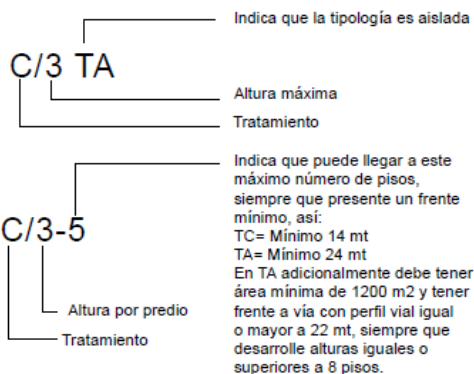 Indica que la tipología es aislada
C/3 TA
Altura máxima
Tratamiento
Indica que puede llegar a este
máximo número de pisos,
siempre que presente un frente
mínimo, así:
TC= Mínimo 14 mt
TA= Mínimo 24 mt
En TA adicionalmente debe tener
área mínima de 1200 m2 y tener
frente a vía con perfil vial igual
o mayor a 22 mt, siempre que
desarrolle alturas iguales o
superiores a 8 pisos.
C/3-5
Altura por predio
Tratamiento